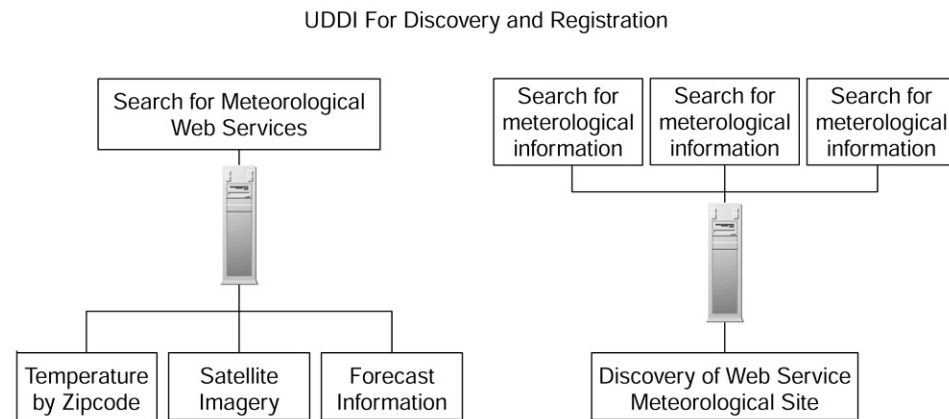 UDDI For Discovery and Registration
Search for Meteorological
Web Services
Temperature
by Zipcode
Satellite
Imagery
Forecast
Information
Search for
meterological
information
Search for
meterological
information
Search for
meterological
information
Discovery of Web Service
Meteorological Site